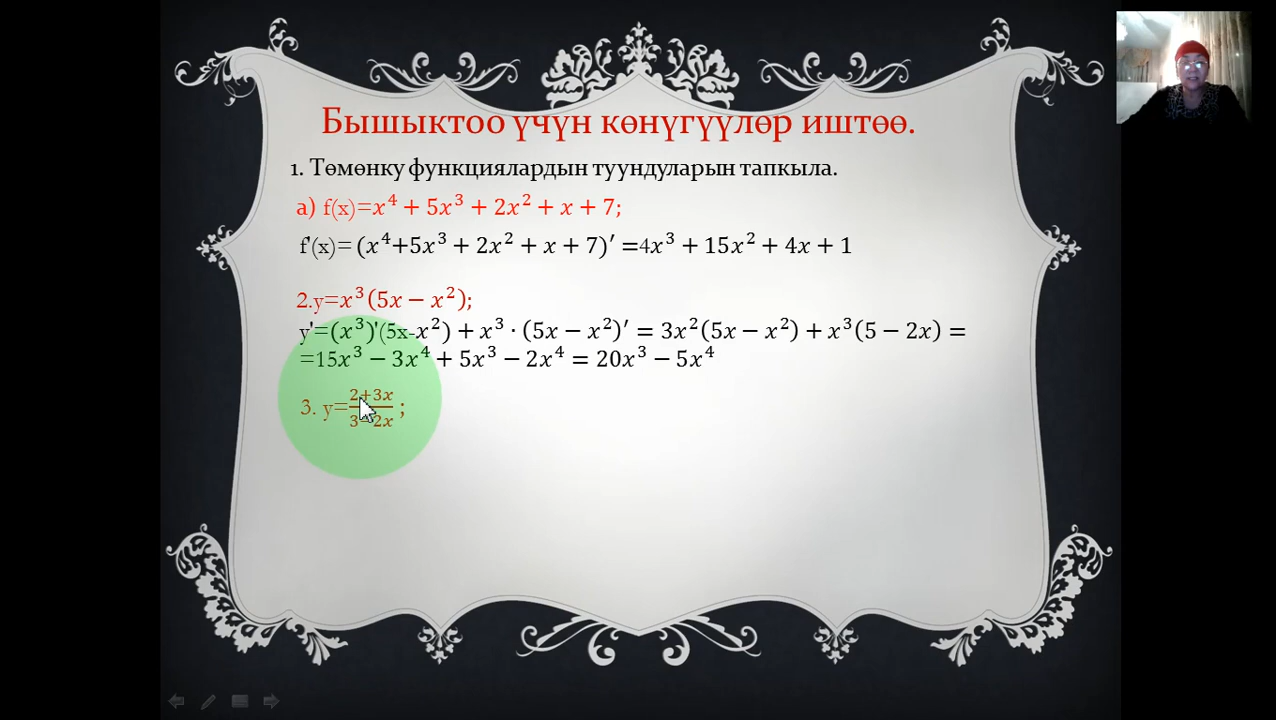 Бышыктоо үчүн көнүгүүлөр иштөө.
1. Төмөнку функциялардын туундуларын тапкыла.
а) f(x)=x⁴ + 5x³ + 2x² + x + 7;
f'(x)= (x⁴+5x³ + 2x² + x + 7)′ =4x³ + 15x² + 4x + 1
2.y=x³(5x − x²);
y'=(x³)'(5x-x²) + x³ · (5x − x²)′ = 3x²(5x − x²) + x³(5 − 2x) =
=15x³ − 3x⁴ + 5x³ − 2x⁴ = 20x³ − 5x⁴
3. y=(2+3x)/(3−2x) ;